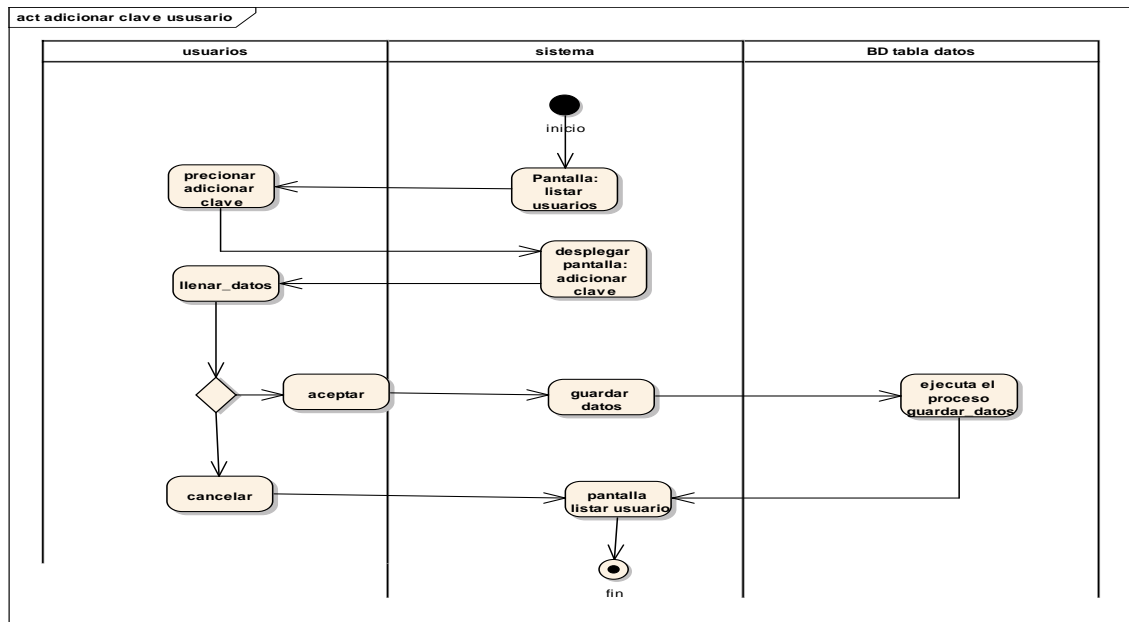 act adicionar clave ususario
usuarios
sistema
BD tabla datos
inicio
precionar
adicionar
clave
Pantalla:
listar
usuarios
desplegar
pantalla:
adicionar
clave
llenar_datos
aceptar
guardar
datos
ejecuta el
proceso
guardar_datos
cancelar
pantalla
listar usuario
fin